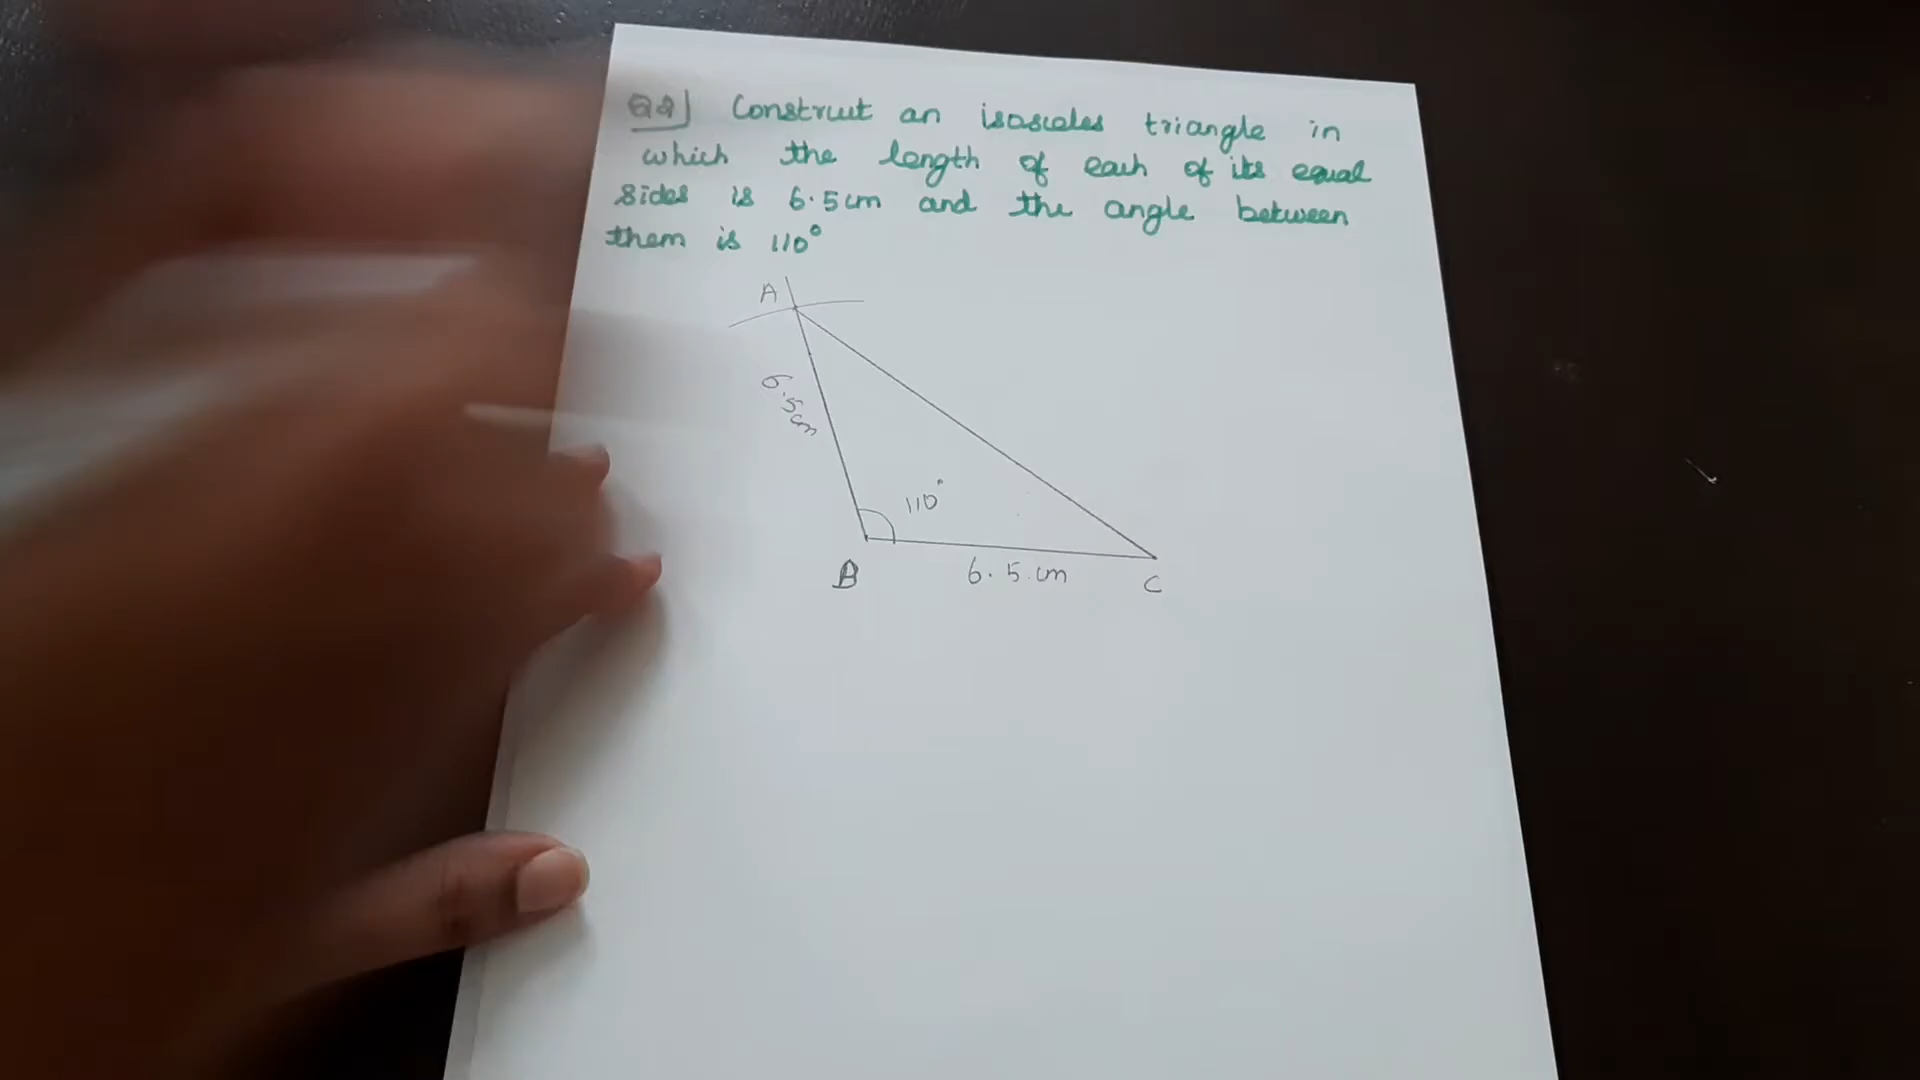 Q2] Construct an isosceles triangle in
which the length of each of its equal
sides is 6.5cm and the angle between
them is 110°
A
6.5cm
110°
B
6.5cm
C